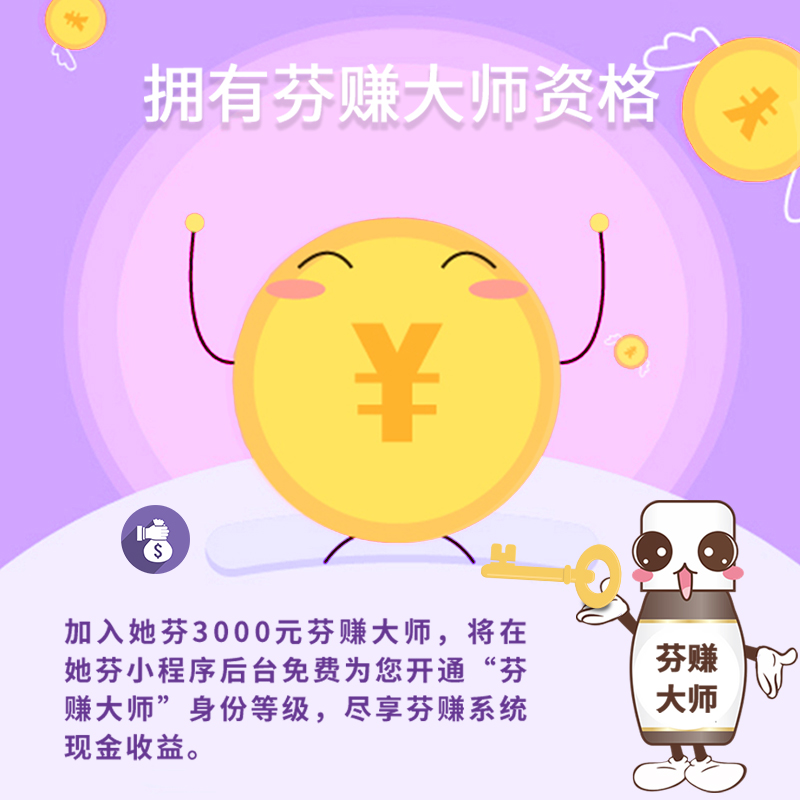 拥有芬赚大师资格
¥
$
加入她芬3000元芬赚大师，将在
她芬小程序后台免费为您开通“芬
赚大师”身份等级，尽享芬赚系统
现金收益。
芬赚
大师